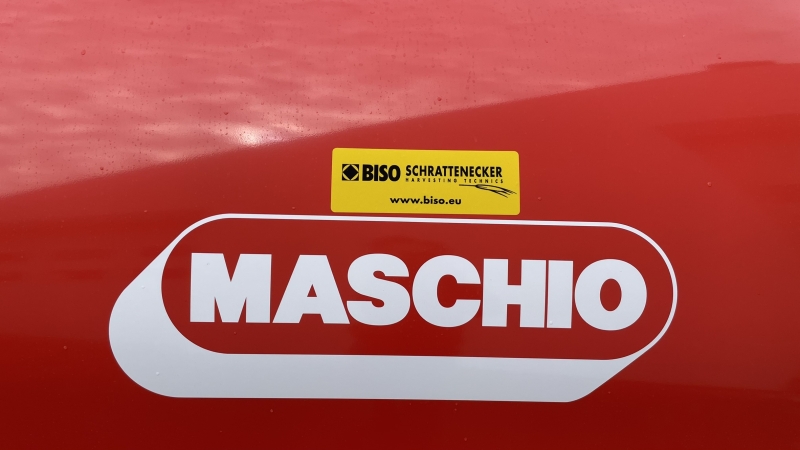 BISO SCHRATTENECKER
HARVESTING TECHNICS
www.biso.eu
MASCHIO